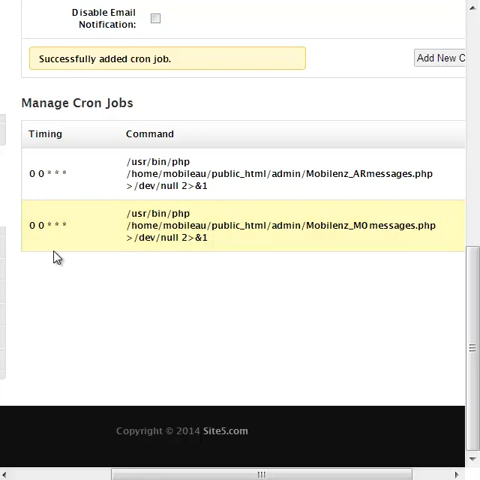 Disable Email
Notification:
Successfully added cron job.
Add New C
Manage Cron Jobs
Timing Command
/usr/bin/php
0 0 * * * /home/mobileau/public_html/admin/Mobilenz_ARmessages.php
>/dev/null 2>&1
/usr/bin/php
0 0 * * * /home/mobileau/public_html/admin/Mobilenz_MOmessages.php
>/dev/null 2>&1
Copyright © 2014 Site5.com